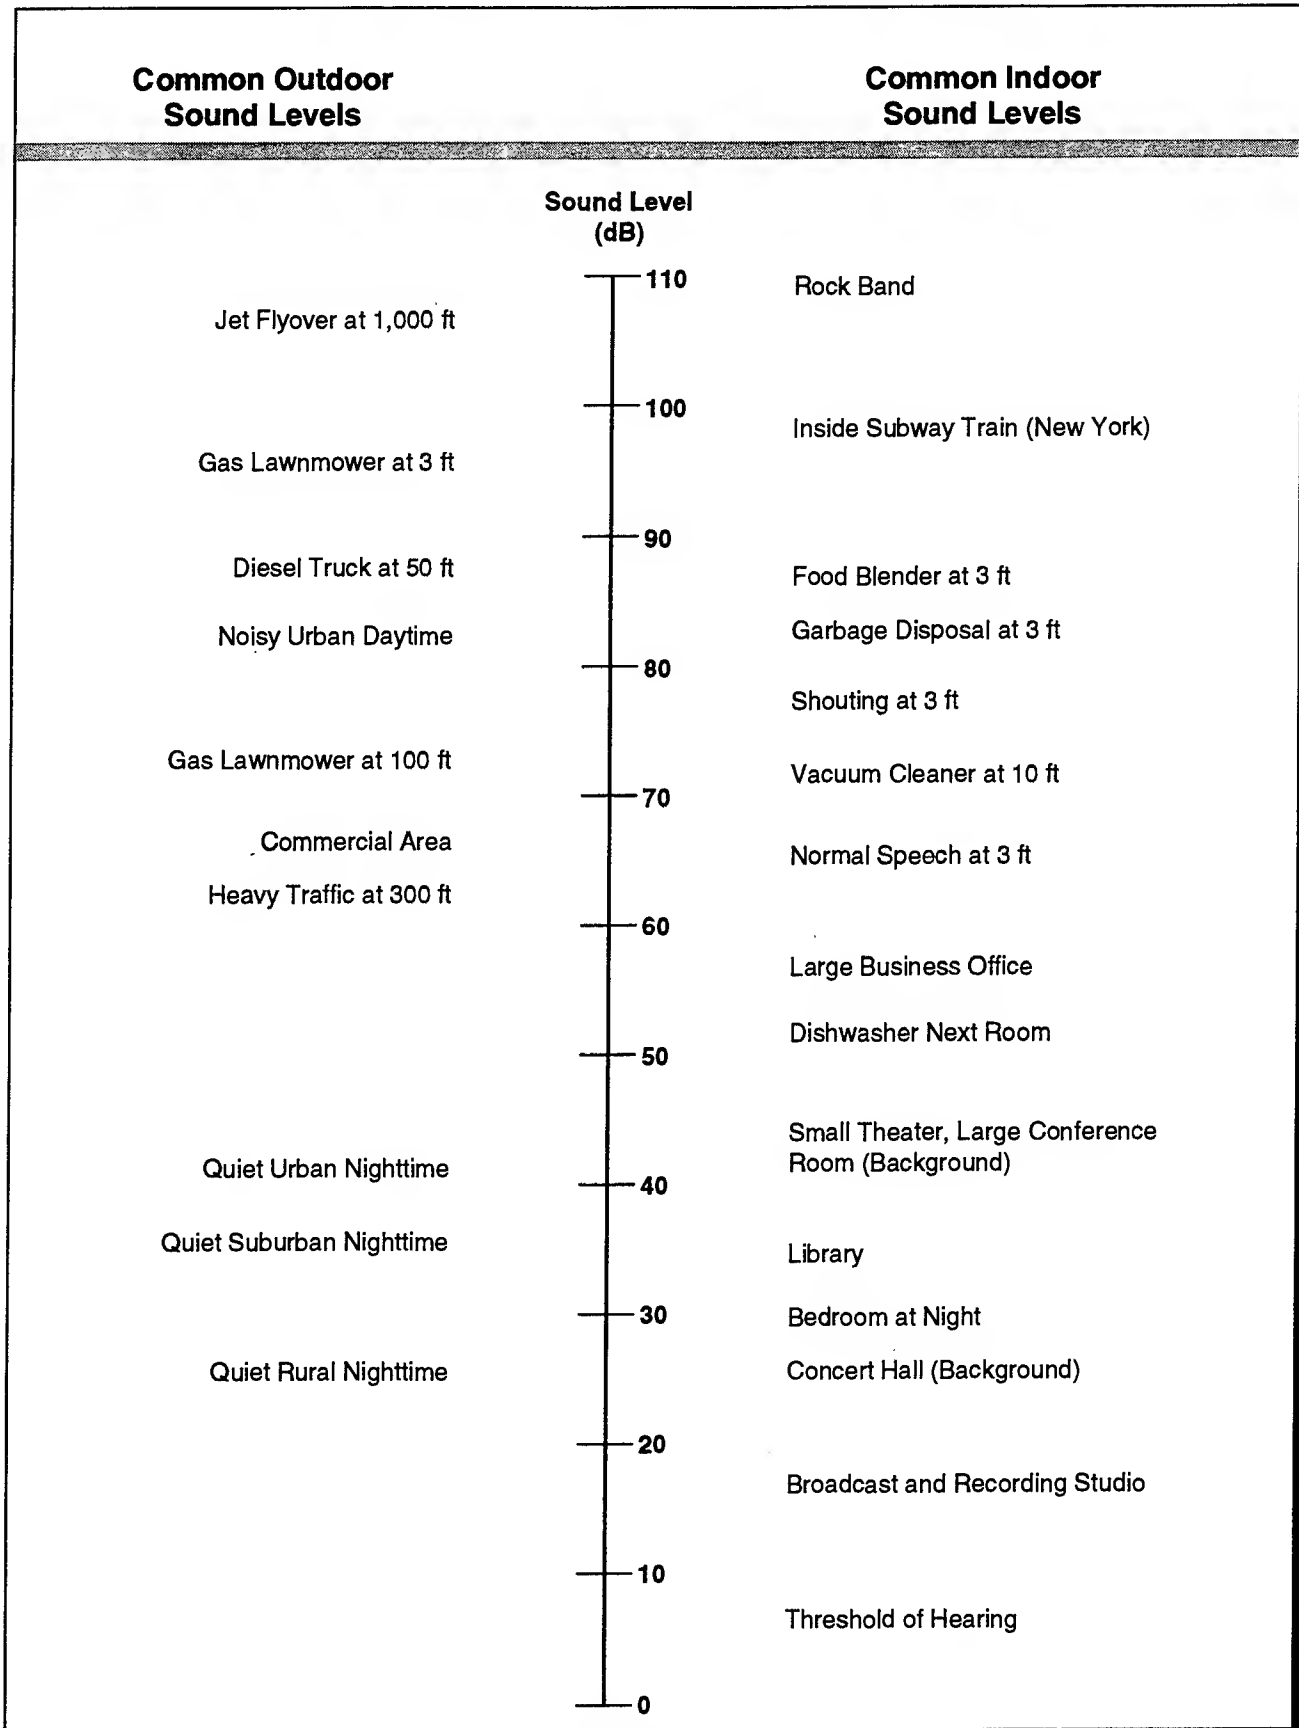 Common Outdoor
Sound Levels
Common Indoor
Sound Levels
Sound Level
(dB)
110
Rock Band
Jet Flyover at 1,000 ft
100
Inside Subway Train (New York)
Gas Lawnmower at 3 ft
90
Diesel Truck at 50 ft
Food Blender at 3 ft
Noisy Urban Daytime
Garbage Disposal at 3 ft
80
Shouting at 3 ft
Gas Lawnmower at 100 ft
Vacuum Cleaner at 10 ft
70
Commercial Area
Normal Speech at 3 ft
Heavy Traffic at 300 ft
60
Large Business Office
Dishwasher Next Room
50
Small Theater, Large Conference
Room (Background)
Quiet Urban Nighttime
40
Quiet Suburban Nighttime
Library
30
Bedroom at Night
Quiet Rural Nighttime
Concert Hall (Background)
20
Broadcast and Recording Studio
10
Threshold of Hearing
0